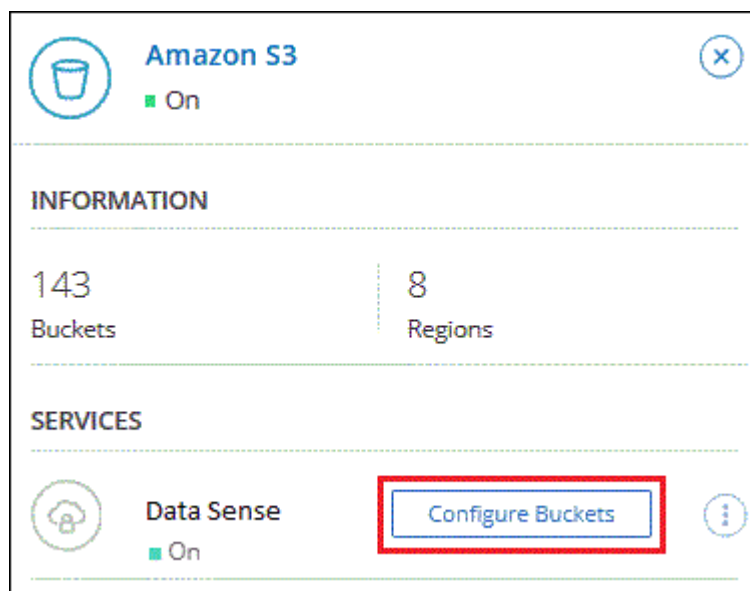 Amazon S3
On
INFORMATION
143
Buckets
8
Regions
SERVICES
Data Sense
Configure Buckets
On